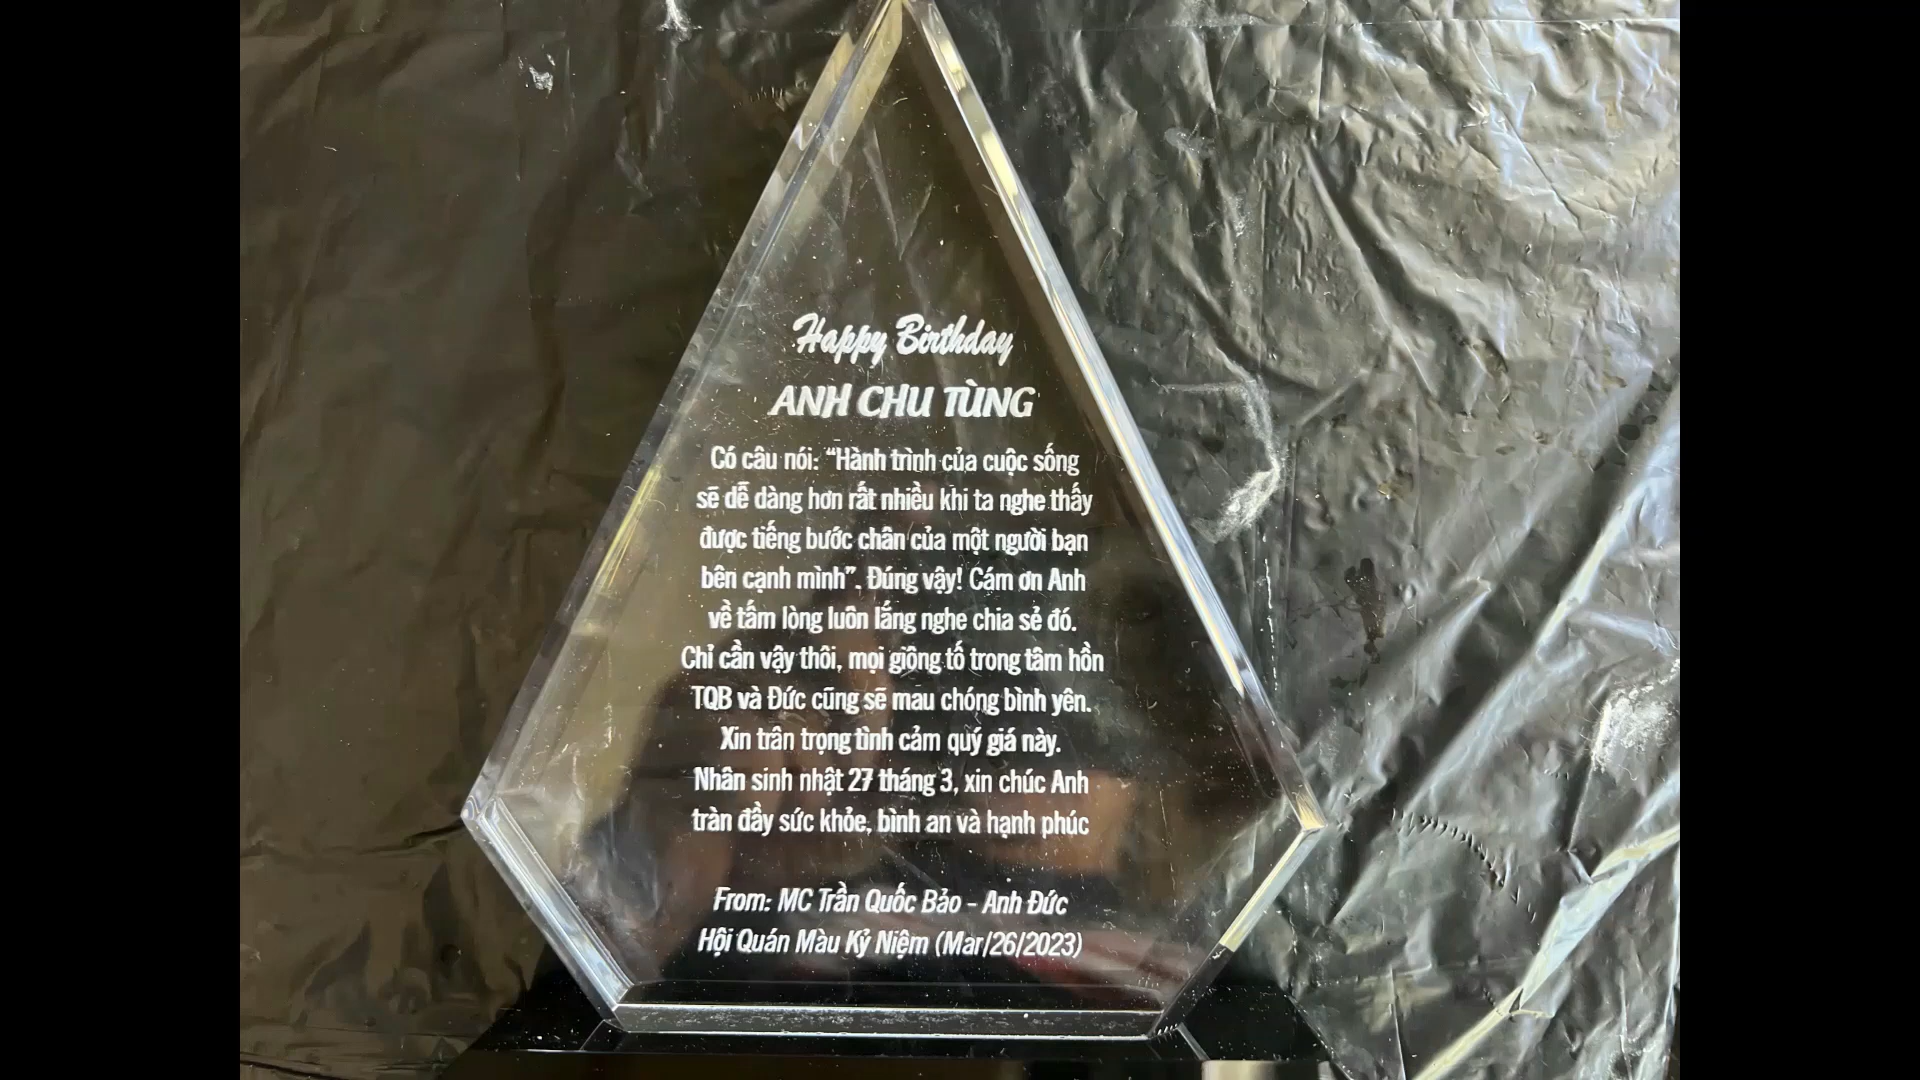 Happy Birthday
ANH CHU TÙNG
Có câu nói: “Hành trình của cuộc sống
sẽ dễ dàng hơn rất nhiều khi ta nghe thấy
được tiếng bước chân của một người bạn
bên cạnh mình”. Đúng vậy! Cám ơn Anh
về tấm lòng luôn lắng nghe chia sẻ đó.
Chỉ cần vậy thôi, mọi giông tố trong tâm hồn
TQB và Đức cũng sẽ mau chóng bình yên.
Xin trân trọng tình cảm quý giá này.
Nhân sinh nhật 27 tháng 3, xin chúc Anh
tràn đầy sức khỏe, bình an và hạnh phúc
From: MC Trần Quốc Bảo - Anh Đức
Hội Quán Màu Kỷ Niệm (Mar/26/2023)